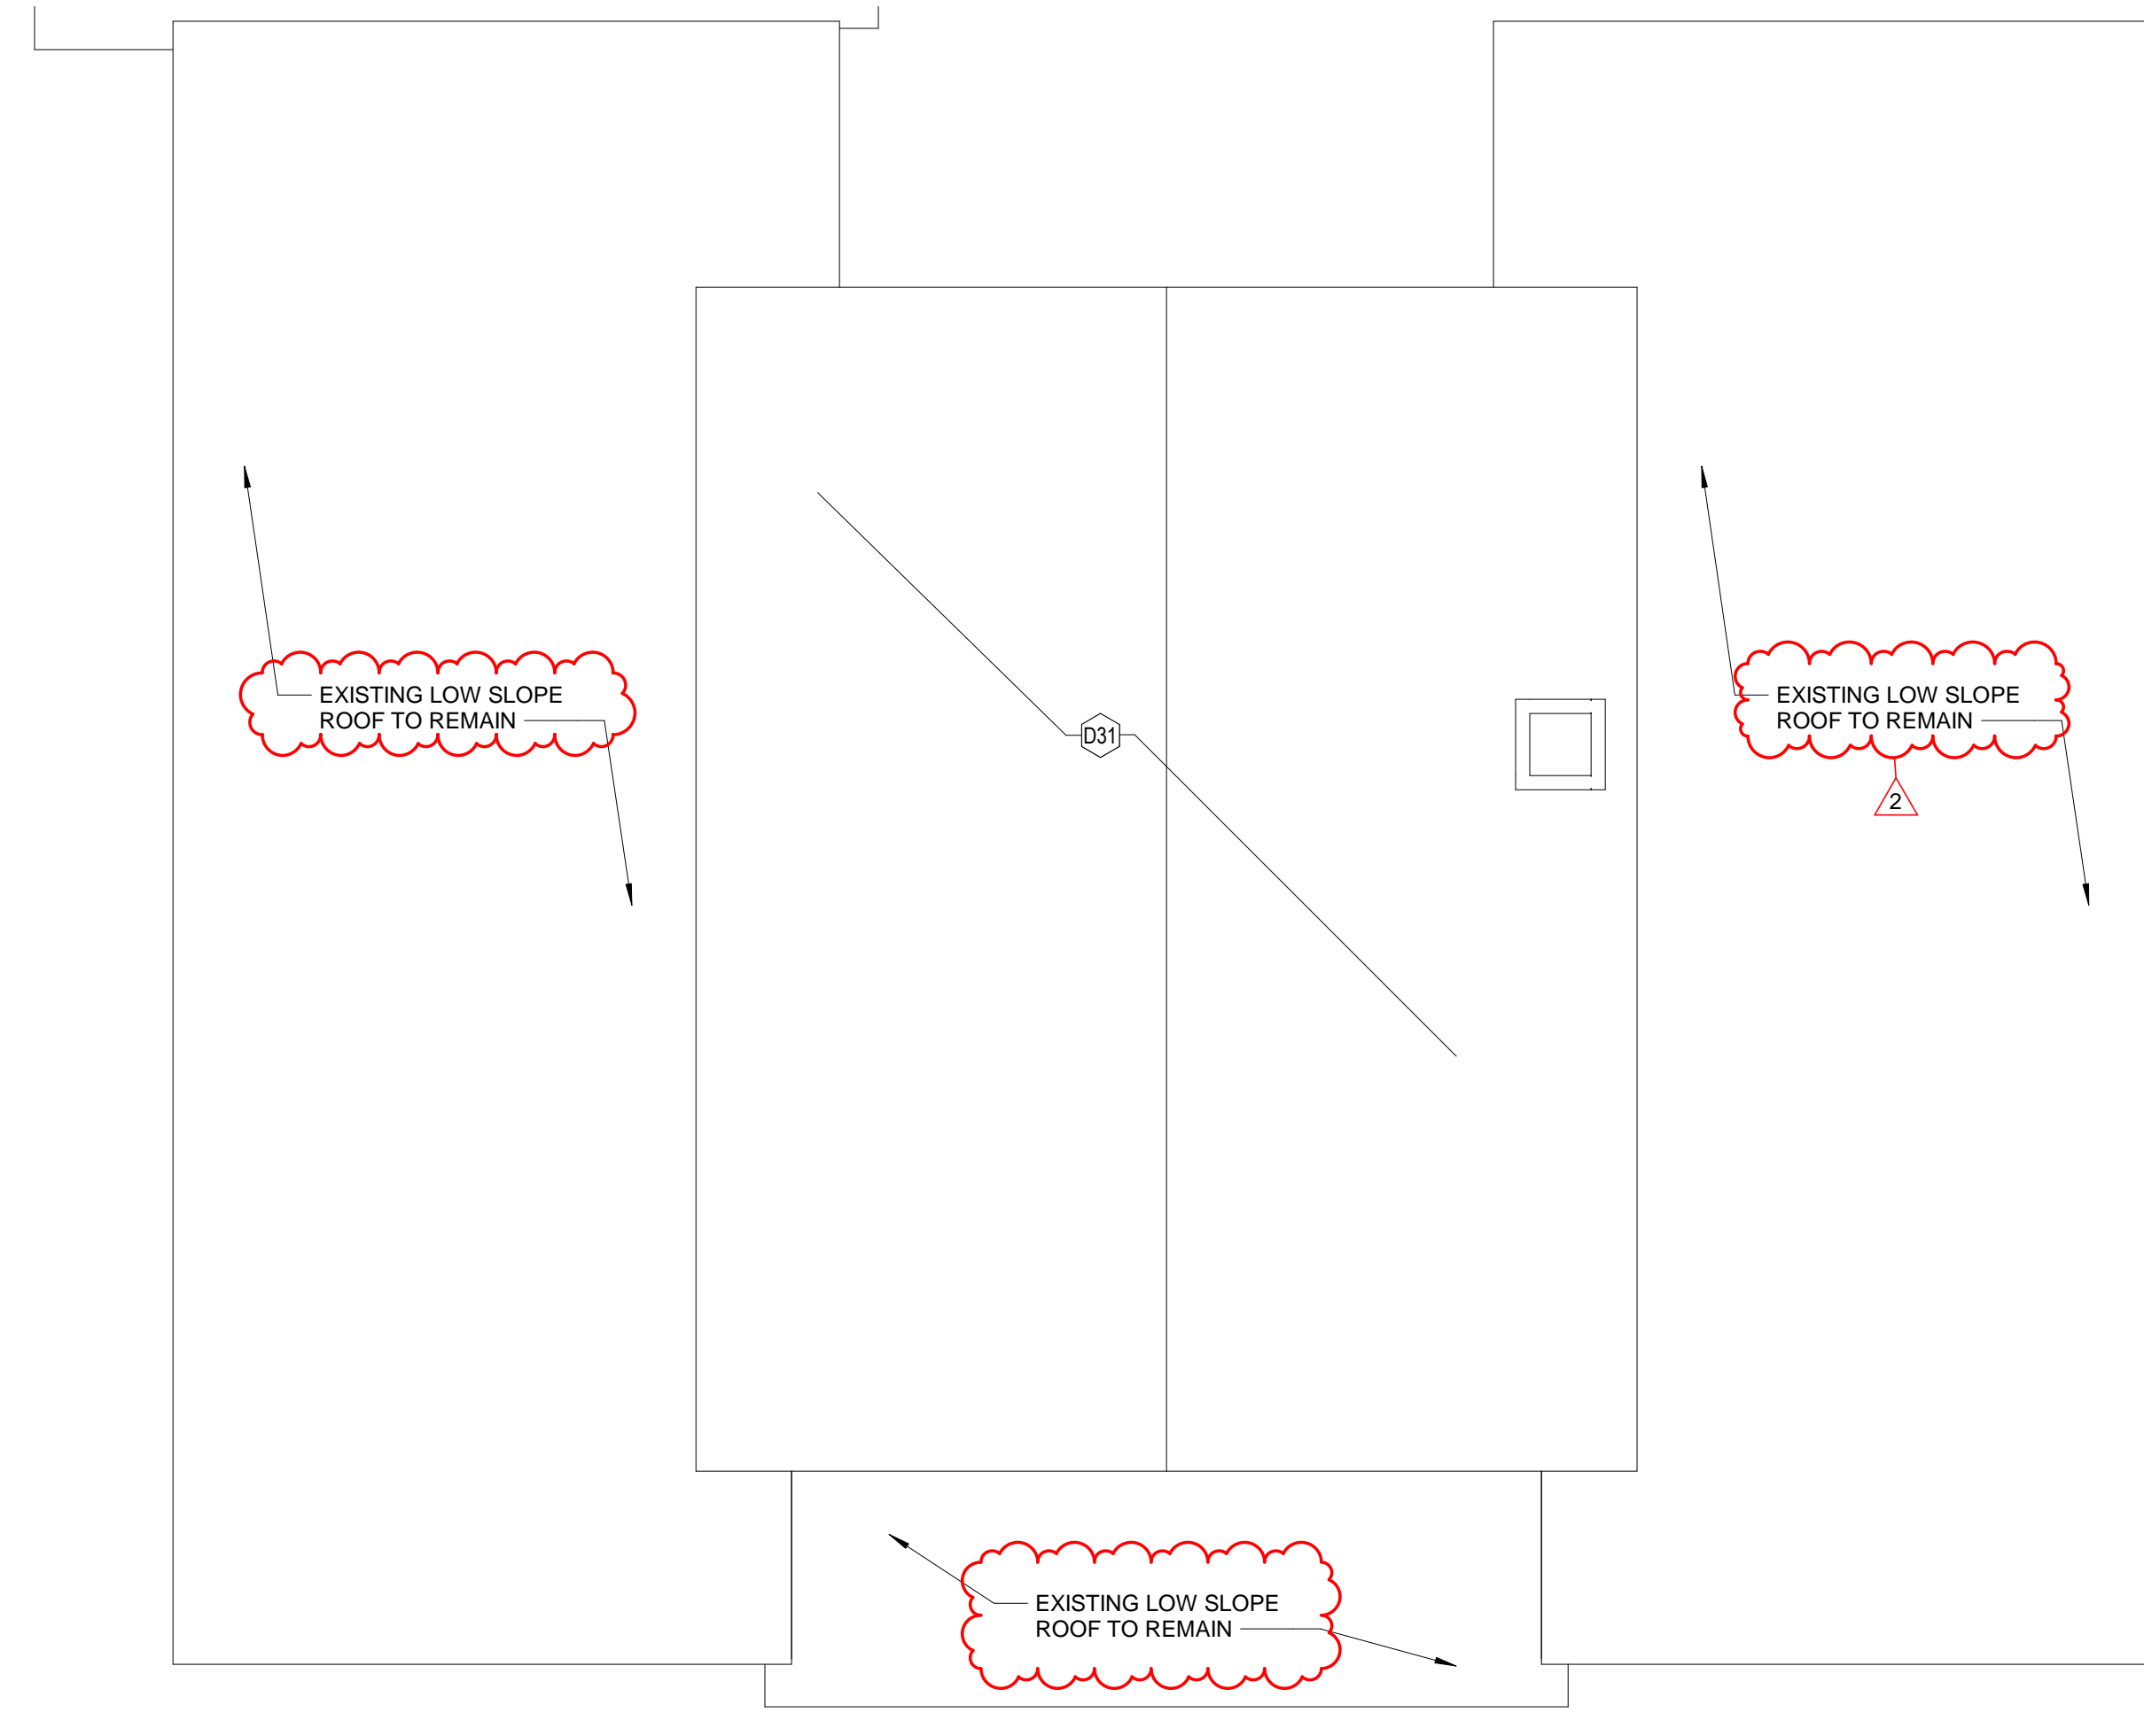 EXISTING LOW SLOPE
ROOF TO REMAIN
D31
EXISTING LOW SLOPE
ROOF TO REMAIN
2
EXISTING LOW SLOPE
ROOF TO REMAIN